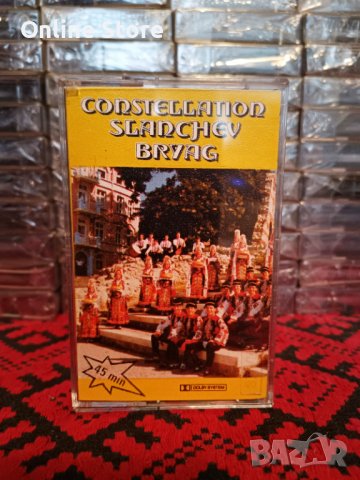 Online Store
CONSTELLATION
SLANCHEV
BRYAG
45 min
DOLBY SYSTEM
BAZAR